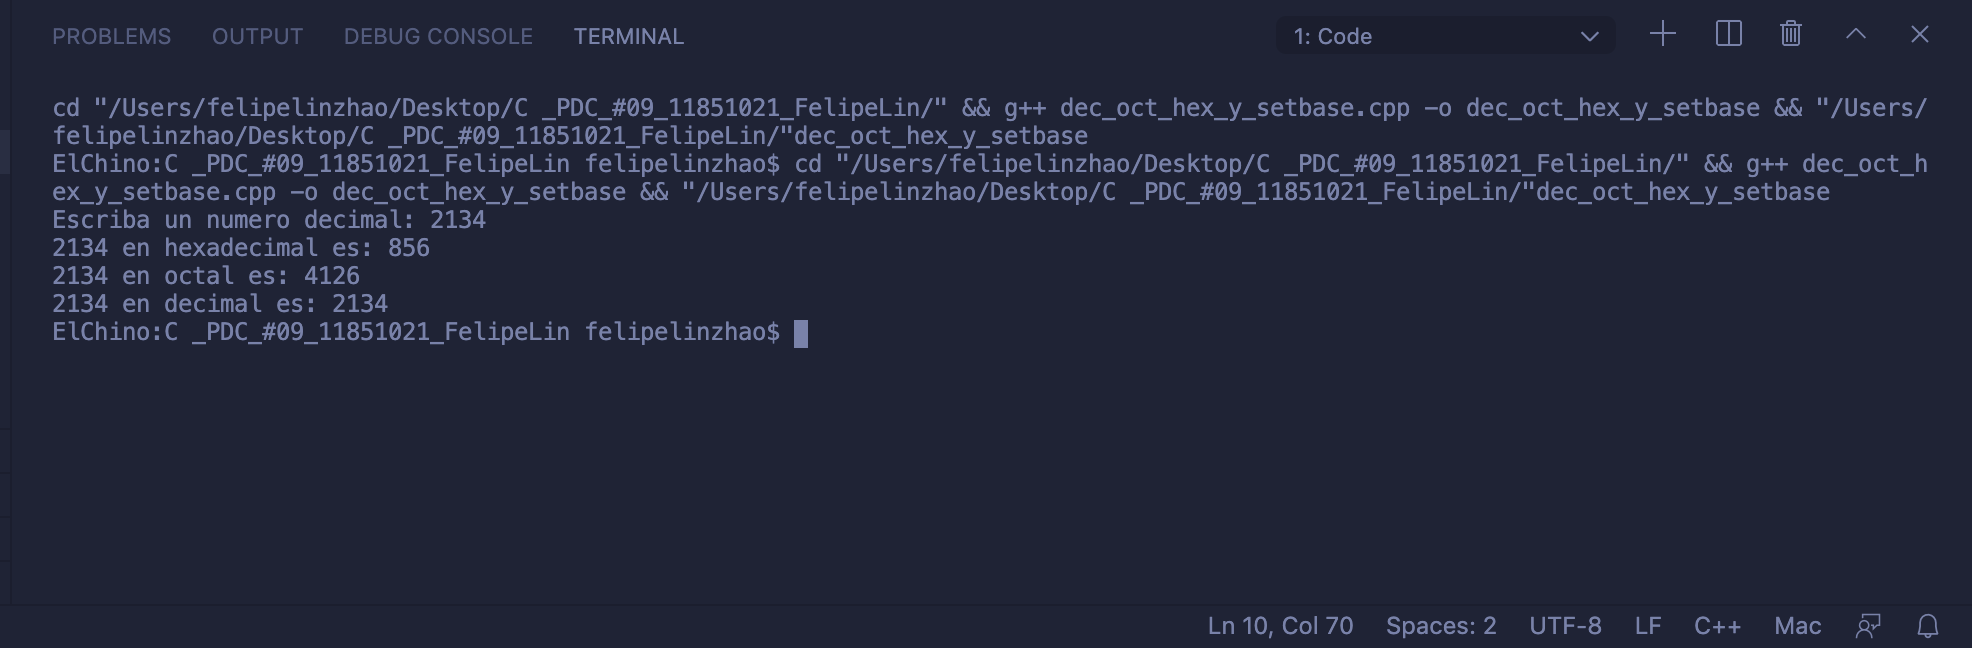 PROBLEMS OUTPUT DEBUG CONSOLE TERMINAL 1: Code
cd "/Users/felipelinzhao/Desktop/C _PDC_#09_11851021_FelipeLin/" && g++ dec_oct_hex_y_setbase.cpp -o dec_oct_hex_y_setbase && "/Users/
felipelinzhao/Desktop/C _PDC_#09_11851021_FelipeLin/"dec_oct_hex_y_setbase
ElChino:C _PDC_#09_11851021_FelipeLin felipelinzhao$ cd "/Users/felipelinzhao/Desktop/C _PDC_#09_11851021_FelipeLin/" && g++ dec_oct_h
ex_y_setbase.cpp -o dec_oct_hex_y_setbase && "/Users/felipelinzhao/Desktop/C _PDC_#09_11851021_FelipeLin/"dec_oct_hex_y_setbase
Escriba un numero decimal: 2134
2134 en hexadecimal es: 856
2134 en octal es: 4126
2134 en decimal es: 2134
ElChino:C _PDC_#09_11851021_FelipeLin felipelinzhao$
Ln 10, Col 70 Spaces: 2 UTF-8 LF C++ Mac